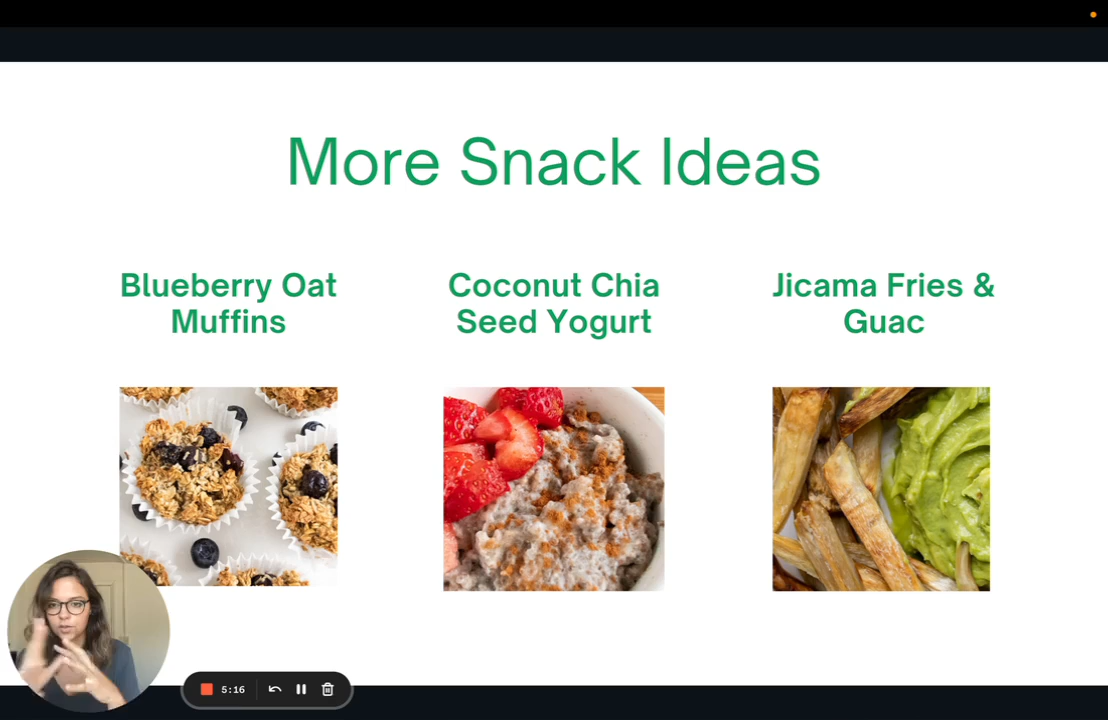 More Snack Ideas
Blueberry Oat
Muffins
Coconut Chia
Seed Yogurt
Jicama Fries &
Guac
5:16